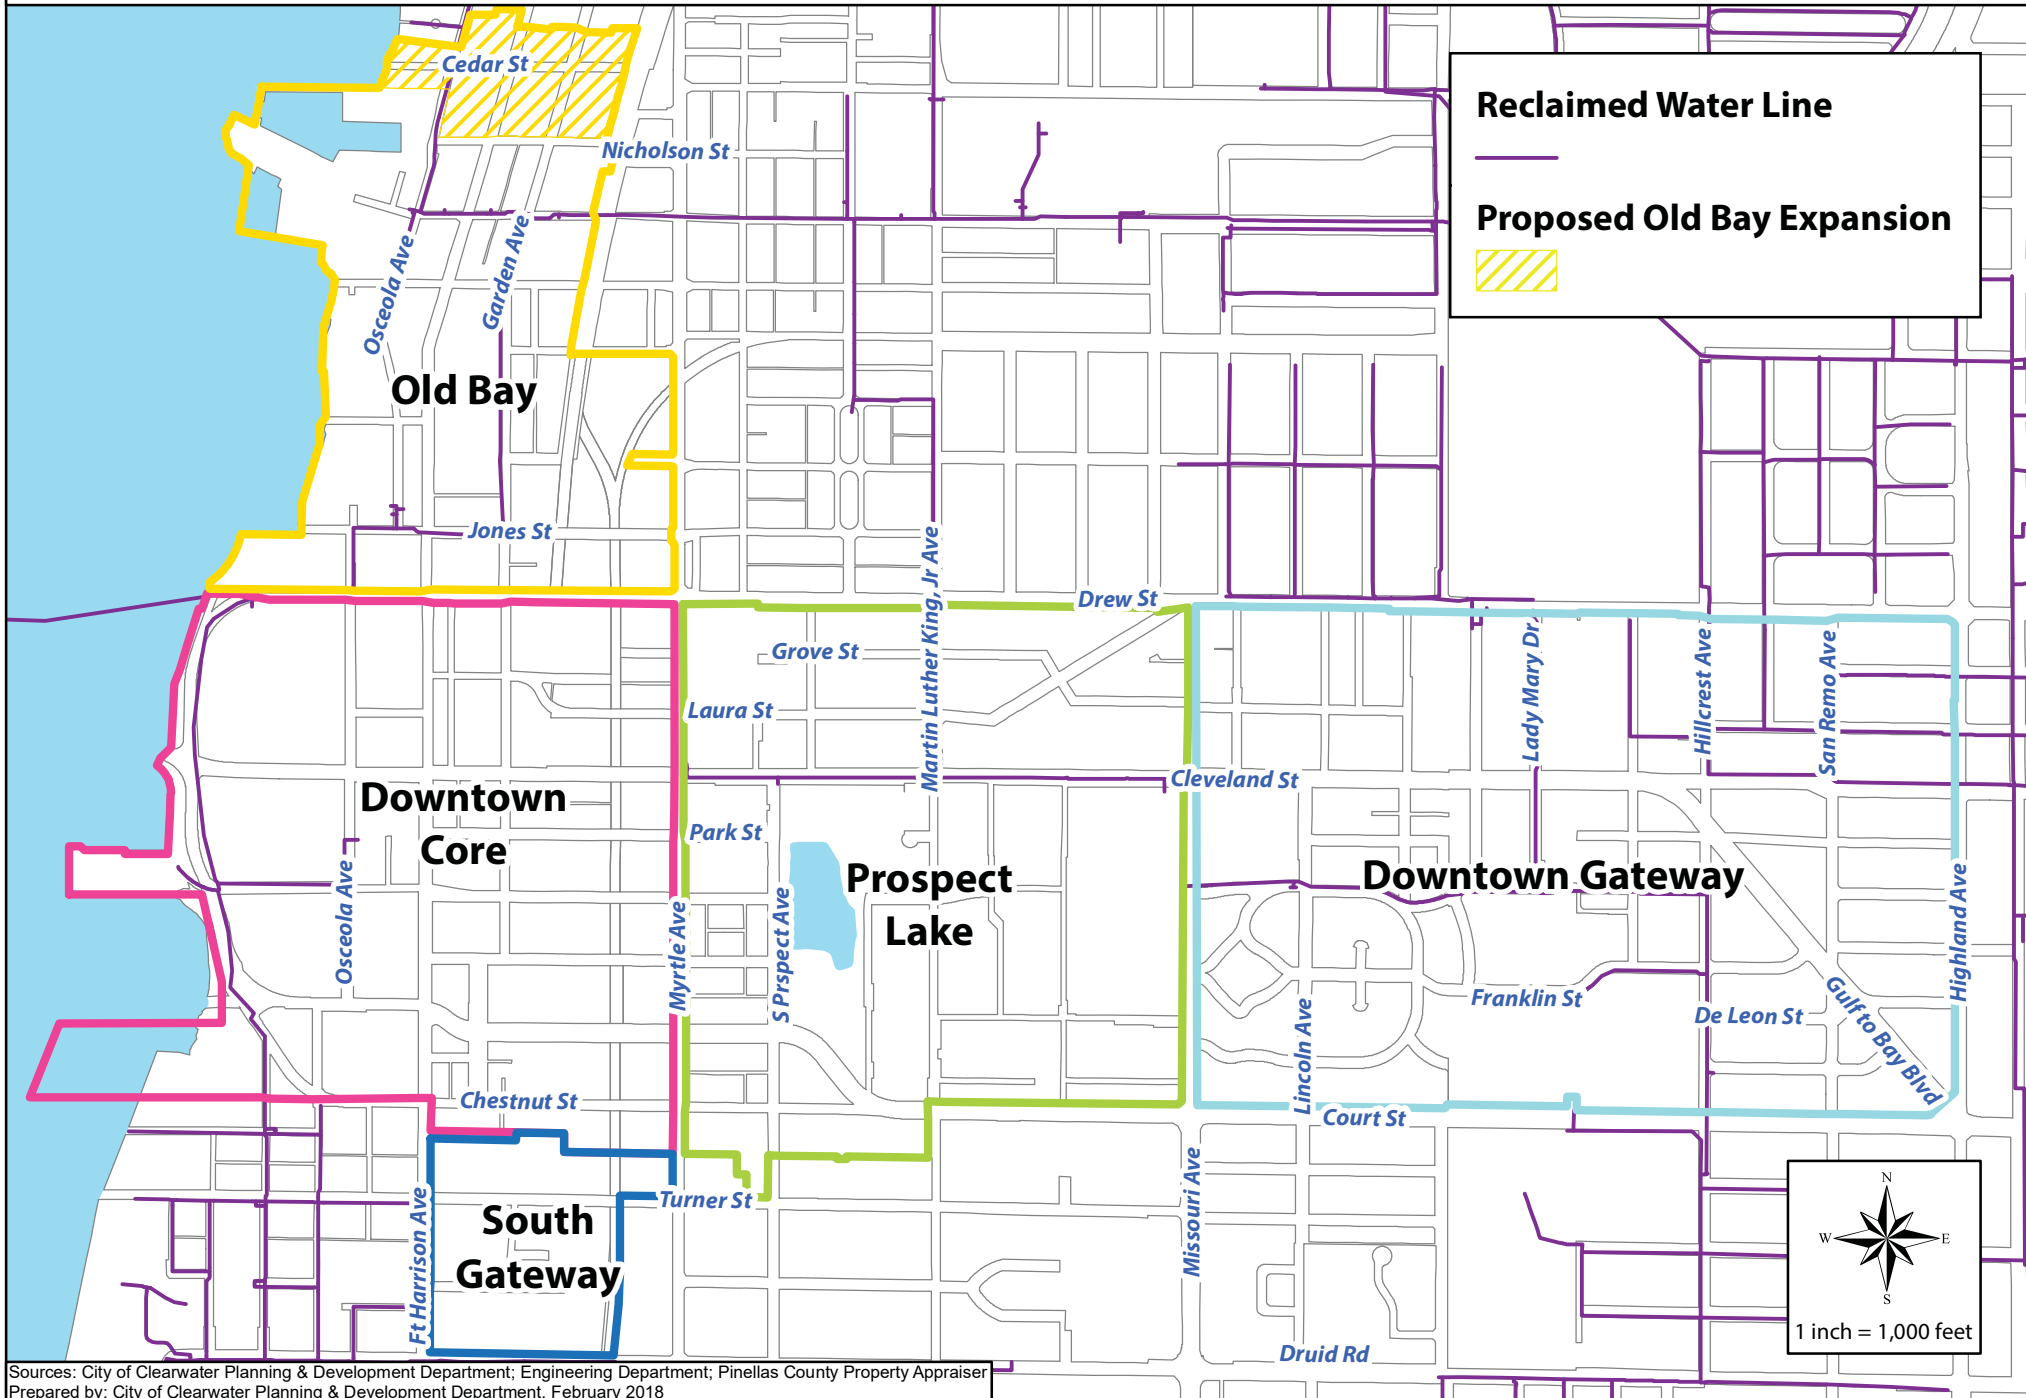 Cedar St
Nicholson St
Reclaimed Water Line
Proposed Old Bay Expansion
Osceola Ave
Garden Ave
Old Bay
Jones St
Martin Luther King, Jr Ave
Drew St
Grove St
Laura St
Lady Mary Dr
Hillcrest Ave
San Remo Ave
Cleveland St
Downtown
Core
Park St
Prospect
Lake
Downtown Gateway
Osceola Ave
Myrtle Ave
S Prspect Ave
Highland Ave
Franklin St
De Leon St
Gulf to Bay Blvd
Lincoln Ave
Chestnut St
Court St
Missouri Ave
Ft Harrison Ave
South
Gateway
Turner St
Druid Rd
N
W
E
S
1 inch = 1,000 feet
Sources: City of Clearwater Planning & Development Department; Engineering Department; Pinellas County Property Appraiser
Prepared by: City of Clearwater Planning & Development Department, February 2018